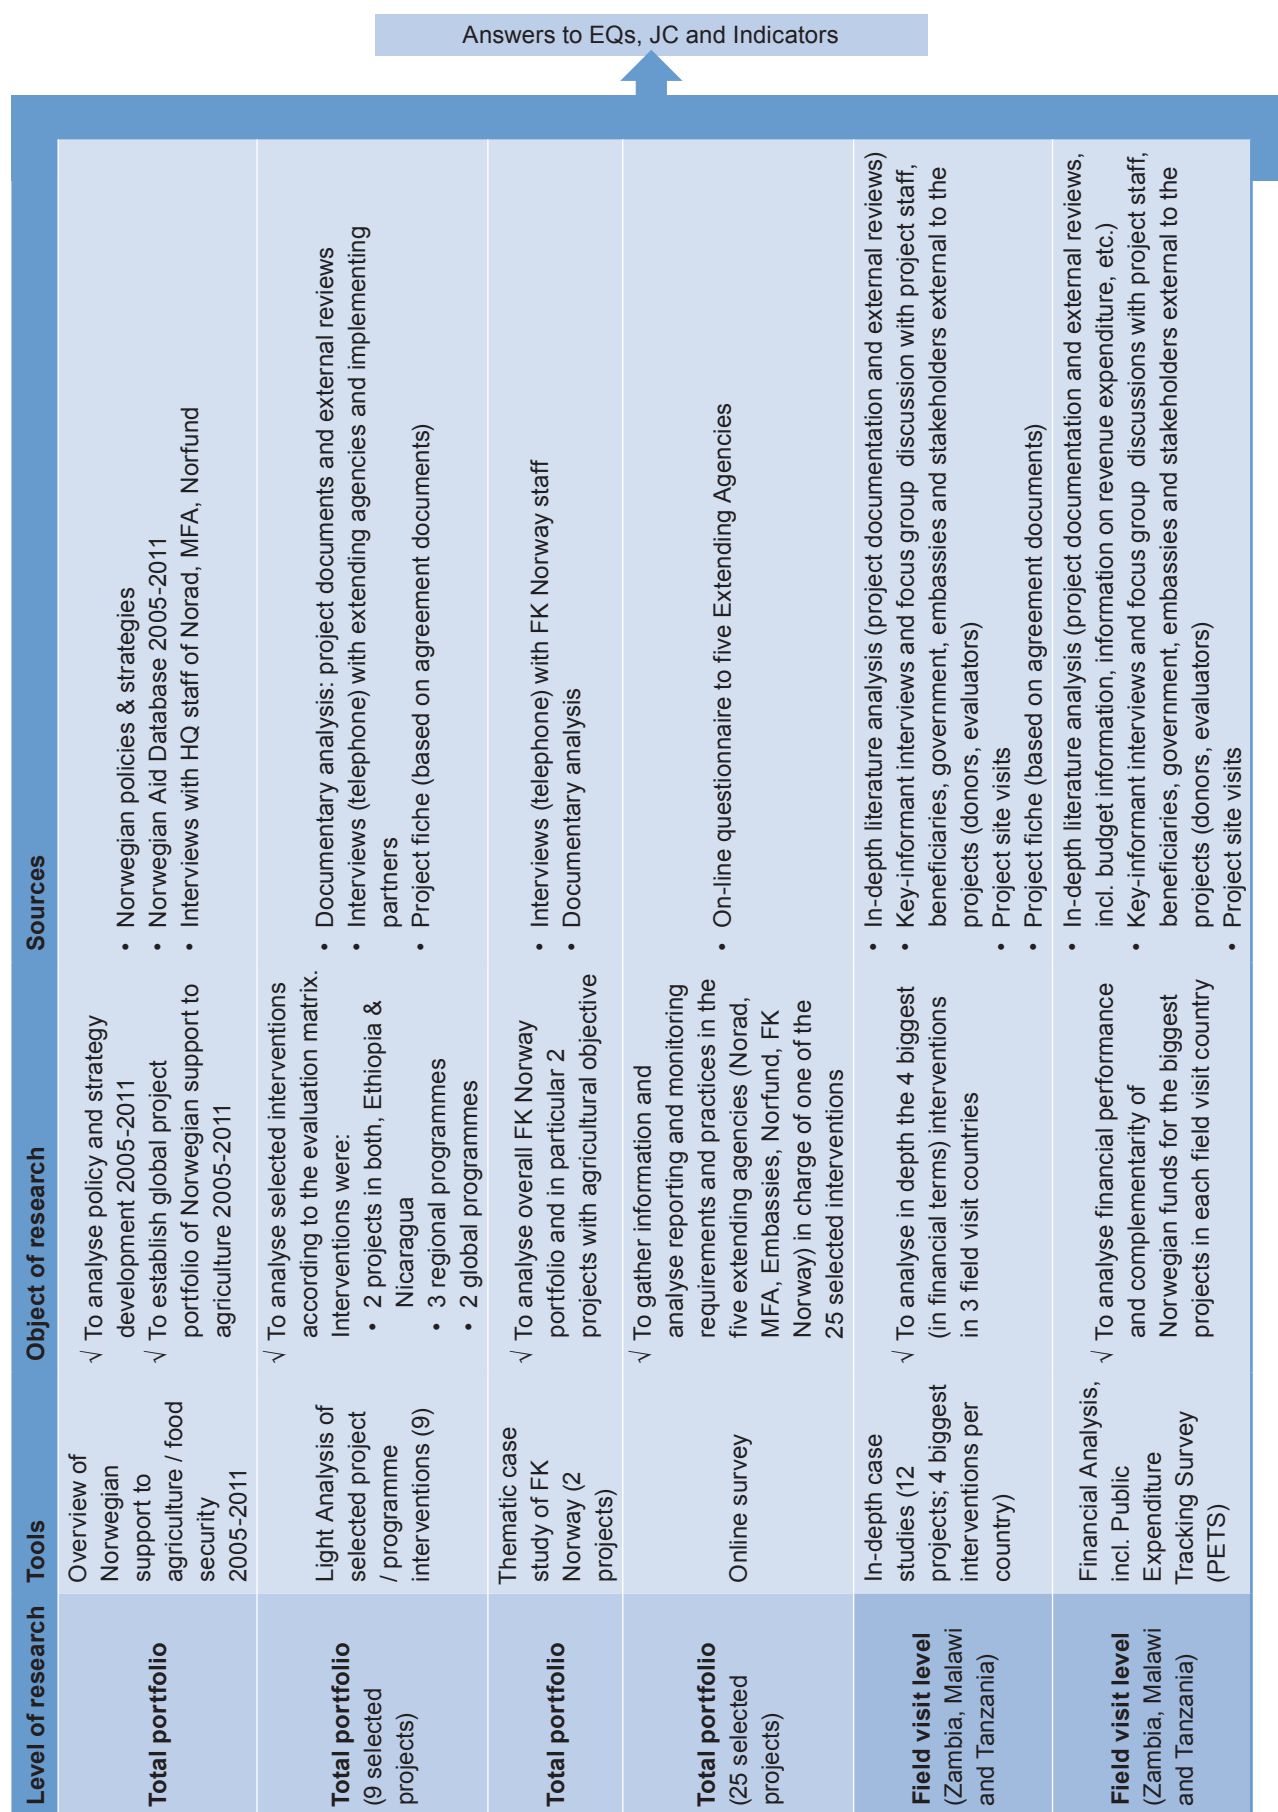 Answers to EQs, JC and Indicators
Level of research
Tools
Object of research
Sources
Total portfolio
Overview of
Norwegian
support to
agriculture / food
security
2005-2011
√ To analyse policy and strategy
development 2005-2011
√ To establish global project
portfolio of Norwegian support to
agriculture 2005-2011
• Norwegian policies & strategies
• Norwegian Aid Database 2005-2011
• Interviews with HQ staff of Norad, MFA, Norfund
Total portfolio
(9 selected
projects)
Light Analysis of
selected project
/ programme
interventions (9)
√ To analyse selected interventions
according to the evaluation matrix.
Interventions were:
• 2 projects in both, Ethiopia &
Nicaragua
• 3 regional programmes
• 2 global programmes
• Documentary analysis: project documents and external reviews
• Interviews (telephone) with extending agencies and implementing
partners
• Project fiche (based on agreement documents)
Total portfolio
Thematic case
study of FK
Norway (2
projects)
√ To analyse overall FK Norway
portfolio and in particular 2
projects with agricultural objective
• Interviews (telephone) with FK Norway staff
• Documentary analysis
Total portfolio
(25 selected
projects)
Online survey
√ To gather information and
analyse reporting and monitoring
requirements and practices in the
five extending agencies (Norad,
MFA, Embassies, Norfund, FK
Norway) in charge of one of the
25 selected interventions
• On-line questionnaire to five Extending Agencies
Field visit level
(Zambia, Malawi
and Tanzania)
In-depth case
studies (12
projects; 4 biggest
interventions per
country)
√ To analyse in depth the 4 biggest
(in financial terms) interventions
in 3 field visit countries
• In-depth literature analysis (project documentation and external reviews)
• Key-informant interviews and focus group discussion with project staff,
beneficiaries, government, embassies and stakeholders external to the
projects (donors, evaluators)
• Project site visits
• Project fiche (based on agreement documents)
Field visit level
(Zambia, Malawi
and Tanzania)
Financial Analysis,
incl. Public
Expenditure
Tracking Survey
(PETS)
√ To analyse financial performance
and complementarity of
Norwegian funds for the biggest
projects in each field visit country
• In-depth literature analysis (project documentation and external reviews,
incl. budget information, information on revenue expenditure, etc.)
• Key-informant interviews and focus group discussions with project staff,
beneficiaries, government, embassies and stakeholders external to the
projects (donors, evaluators)
• Project site visits